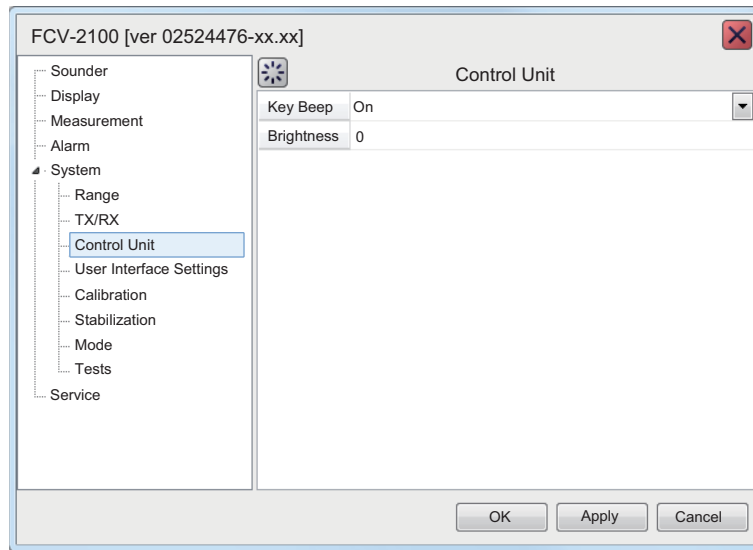 FCV-2100 [ver 02524476-xx.xx]
Sounder
Display
Measurement
Alarm
System
Range
TX/RX
Control Unit
User Interface Settings
Calibration
Stabilization
Mode
Tests
Service
Control Unit
Key Beep On
Brightness 0
OK Apply Cancel